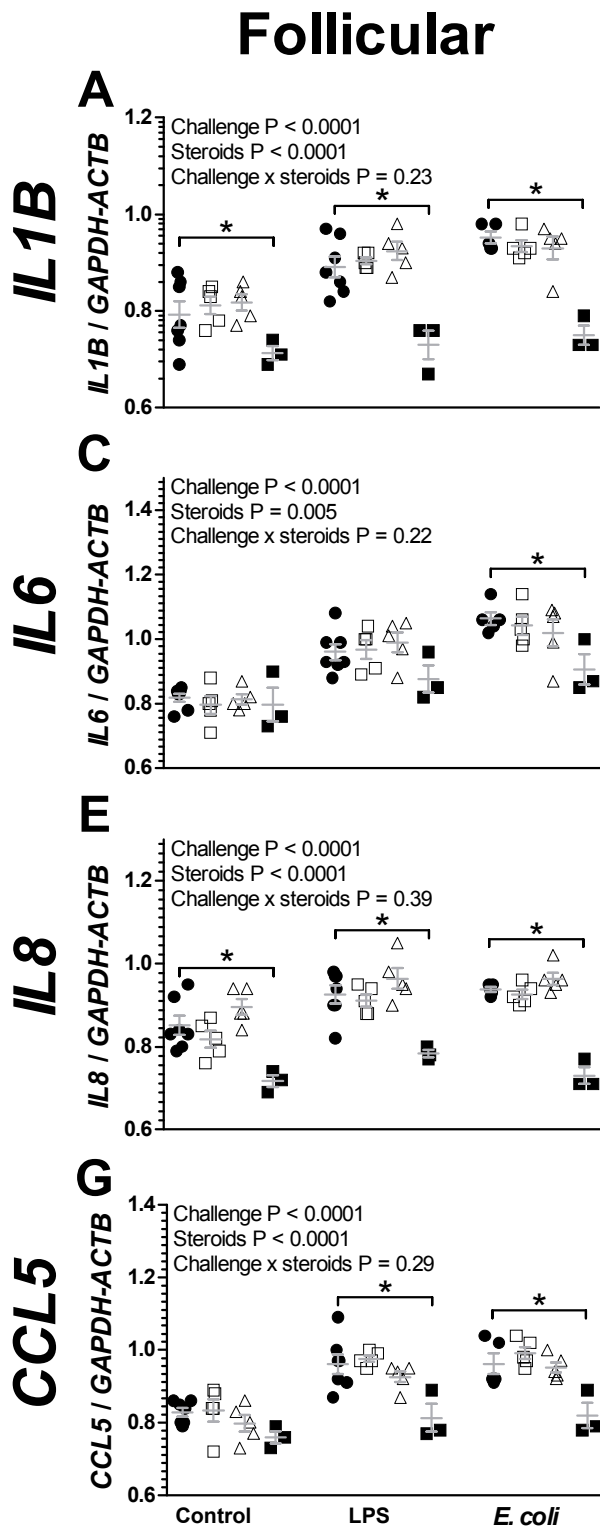 Follicular
A
IL1B
IL1B / GAPDH-ACTB
1.2
1.0
0.8
0.6
Challenge P < 0.0001
Steroids P < 0.0001
Challenge x steroids P = 0.23
*
*
*
C
IL6
IL6 / GAPDH-ACTB
1.4
1.2
1.0
0.8
0.6
Challenge P < 0.0001
Steroids P = 0.005
Challenge x steroids P = 0.22
*
E
IL8
IL8 / GAPDH-ACTB
1.2
1.0
0.8
0.6
Challenge P < 0.0001
Steroids P < 0.0001
Challenge x steroids P = 0.39
*
*
*
G
CCL5
CCL5 / GAPDH-ACTB
1.4
1.2
1.0
0.8
0.6
Challenge P < 0.0001
Steroids P < 0.0001
Challenge x steroids P = 0.29
*
*
Control
LPS
E. coli